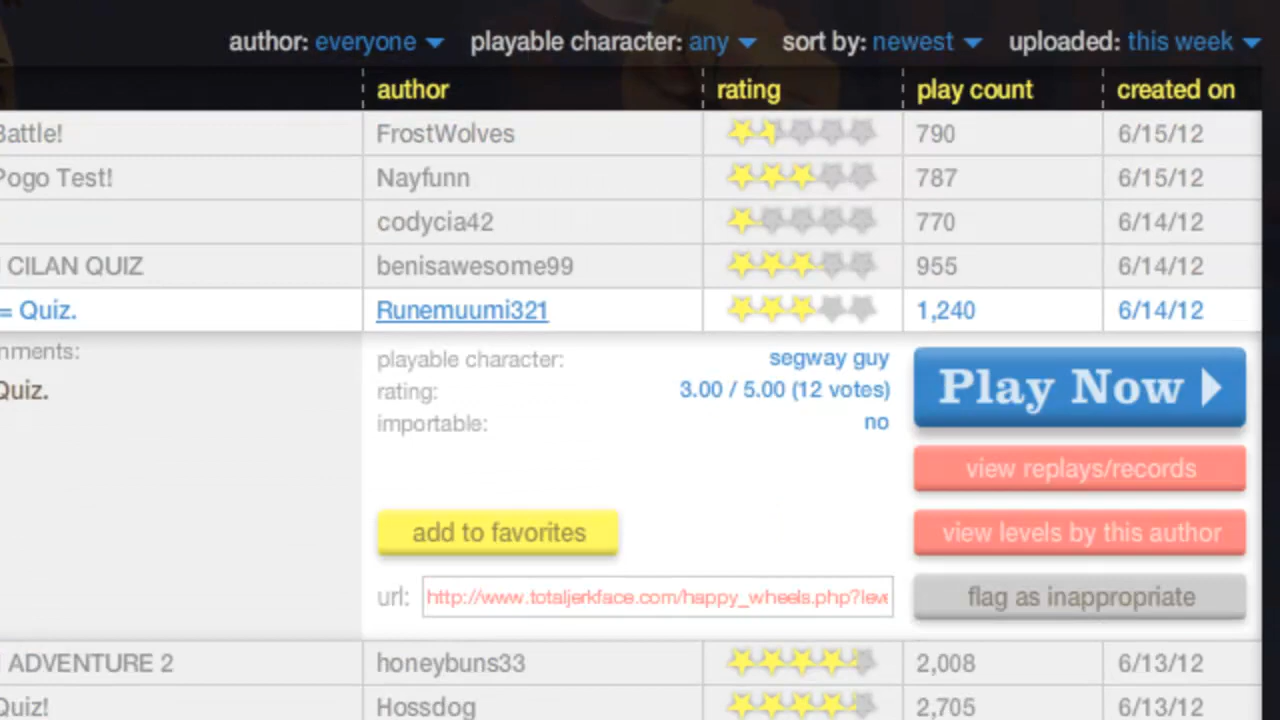 author: everyone playable character: any sort by: newest uploaded: this week
author rating play count created on
Battle! FrostWolves 790 6/15/12
Pogo Test! Nayfunn 787 6/15/12
codycia42 770 6/14/12
CILAN QUIZ benisawesome99 955 6/14/12
= Quiz. Runemuumi321 1,240 6/14/12
nments: playable character: segway guy Play Now
Quiz. rating: 3.00 / 5.00 (12 votes)
importable: no
view replays/records
add to favorites view levels by this author
url: http://www.totaljerkface.com/happy_wheels.php?leve flag as inappropriate
ADVENTURE 2 honeybuns33 2,008 6/13/12
Quiz! Hossdog 2,705 6/13/12